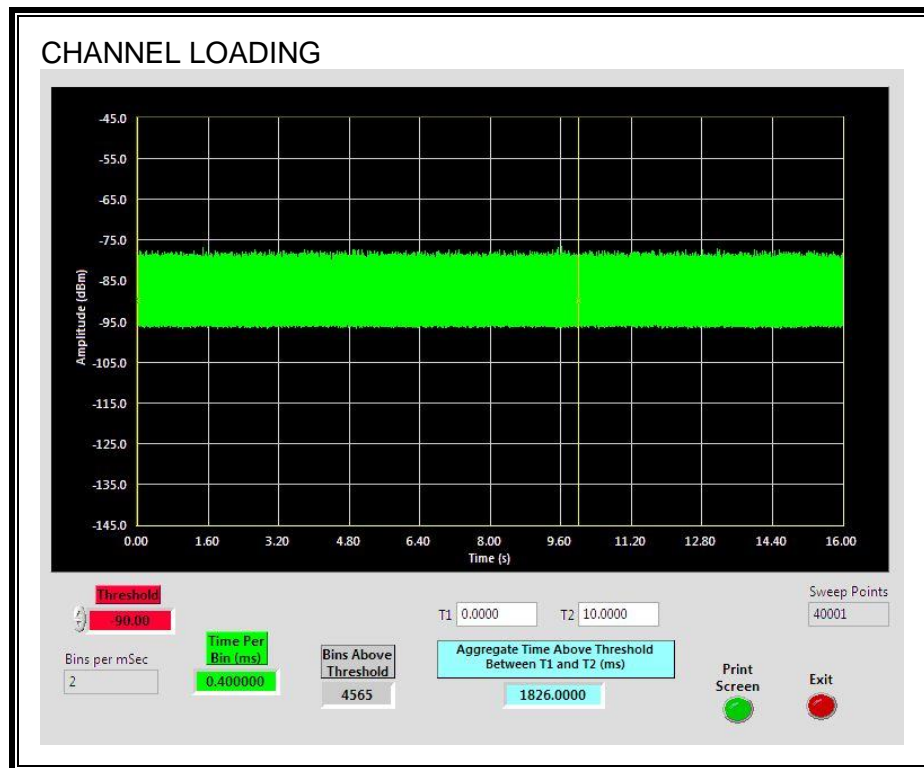 CHANNEL LOADING
-45.0
-55.0
-65.0
-75.0
-85.0
-95.0
-105.0
-115.0
-125.0
-135.0
-145.0
Amplitude (dBm)
0.00 1.60 3.20 4.80 6.40 8.00 9.60 11.20 12.80 14.40 16.00
Time (s)
Threshold
-90.00
Bins per mSec
2
Time Per
Bin (ms)
0.400000
Bins Above
Threshold
4565
T1 0.0000 T2 10.0000
Aggregate Time Above Threshold
Between T1 and T2 (ms)
1826.0000
Sweep Points
40001
Print
Screen
Exit